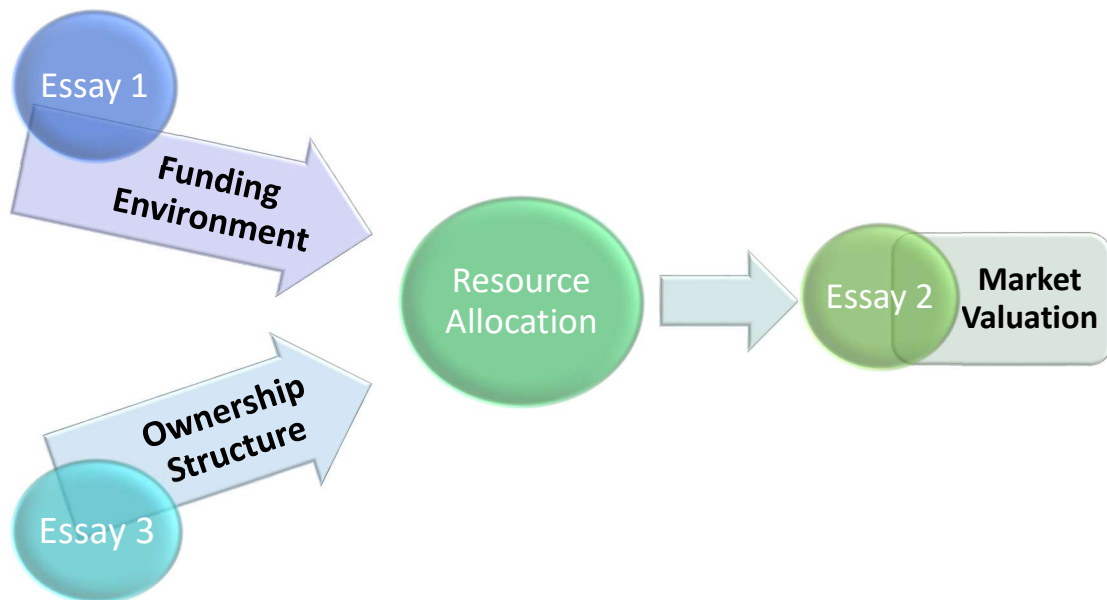 Essay 1
Funding
Environment
Resource
Allocation
Essay 2
Market
Valuation
Ownership
Structure
Essay 3